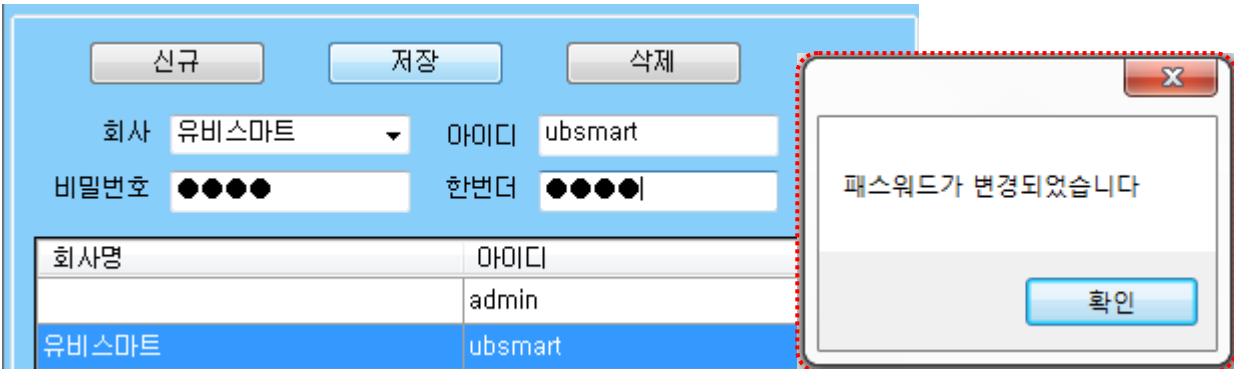 신규 저장 삭제
회사 유비스마트 아이디 ubsmart
비밀번호 ●●●● 한번더 ●●●●
회사명 아이디
admin
유비스마트 ubsmart
패스워드가 변경되었습니다
확인